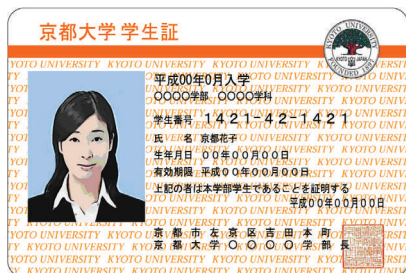 京都大学 学生証
KYOTO UNIVERSITY
KYOTO JAPAN
FOUNDED 1897
平成00年0月入学
○○○○学部 ○○○○学科
学生番号 1421-42-1421
氏 名 京都花子
生年月日 00年00月00日
有効期限 平成00年00月00日
上記の者は本学部学生であることを証明する
平成00年00月00日
京都市左京区吉田本町
京都大学○○○○学部長